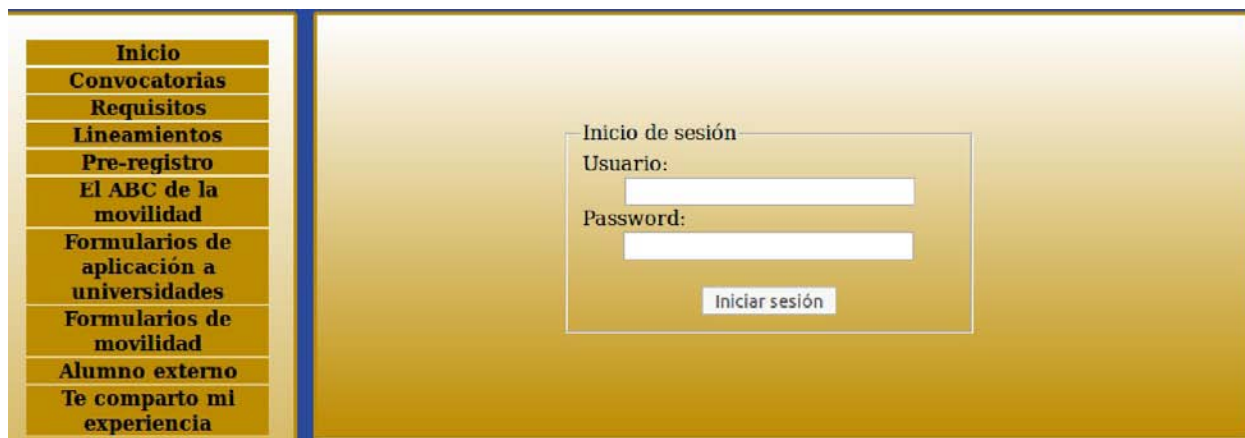 Inicio
Convocatorias
Requisitos
Lineamientos
Pre-registro
El ABC de la
movilidad
Formularios de
aplicación a
universidades
Formularios de
movilidad
Alumno externo
Te comparto mi
experiencia
Inicio de sesión
Usuario:
Password:
Iniciar sesión